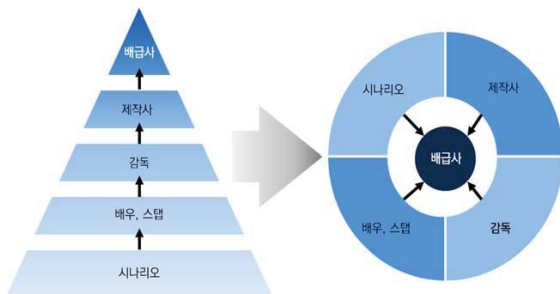 배급사
제작사
감독
배우, 스탭
시나리오
시나리오
제작사
배급사
배우, 스탭
감독